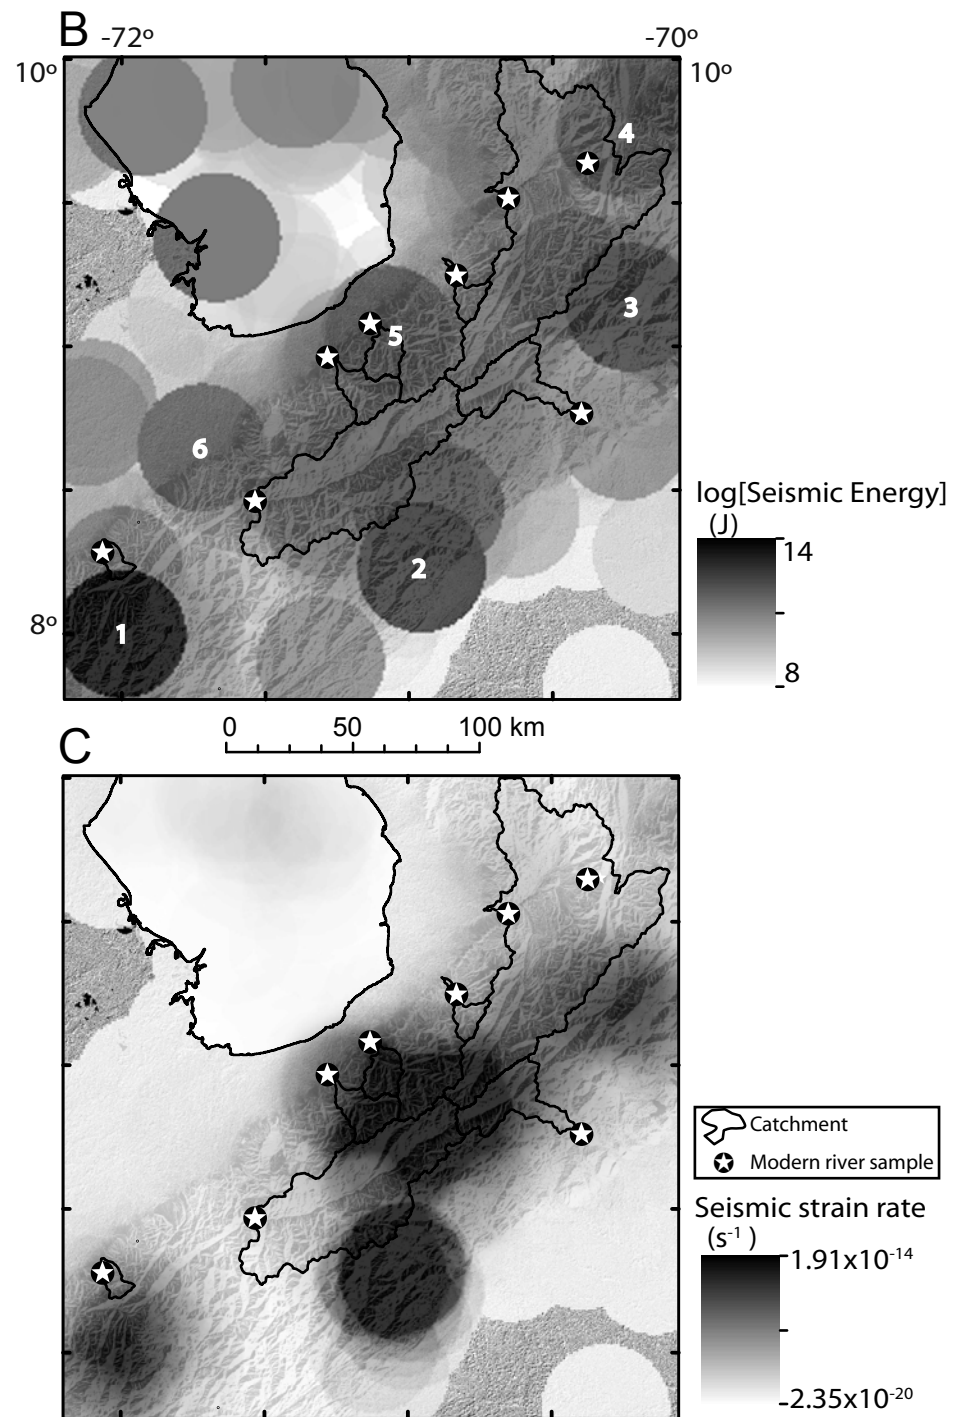 B
-72º
-70º
10º
10º
4
3
5
6
2
1
8º
log[Seismic Energy]
(J)
14
8
0 50 100 km
C
Catchment
Modern river sample
Seismic strain rate
(s⁻¹ )
1.91x10⁻¹⁴
2.35x10⁻²⁰